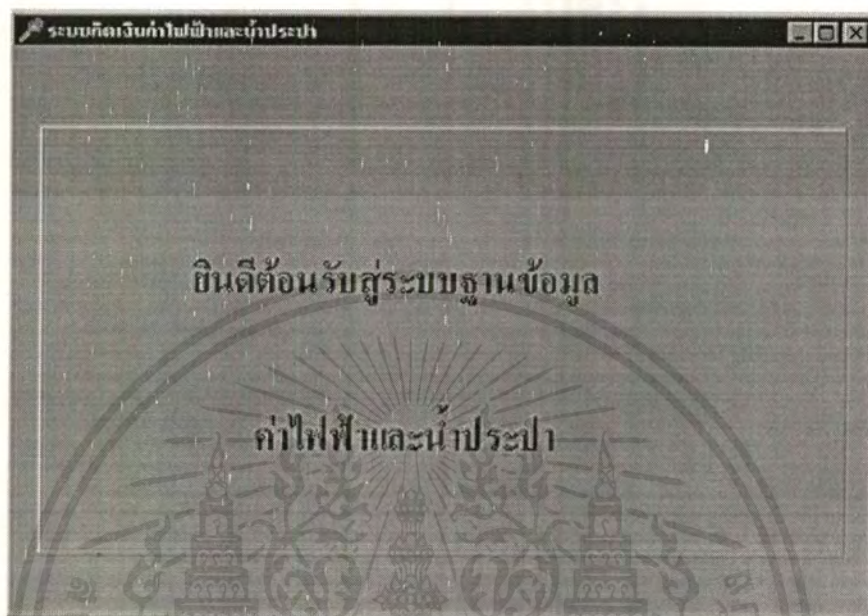 ระบบคิดเงินค่าไฟฟ้าและน้ำประปา
ยินดีต้อนรับสู่ระบบฐานข้อมูล
ค่าไฟฟ้าและน้ำประปา